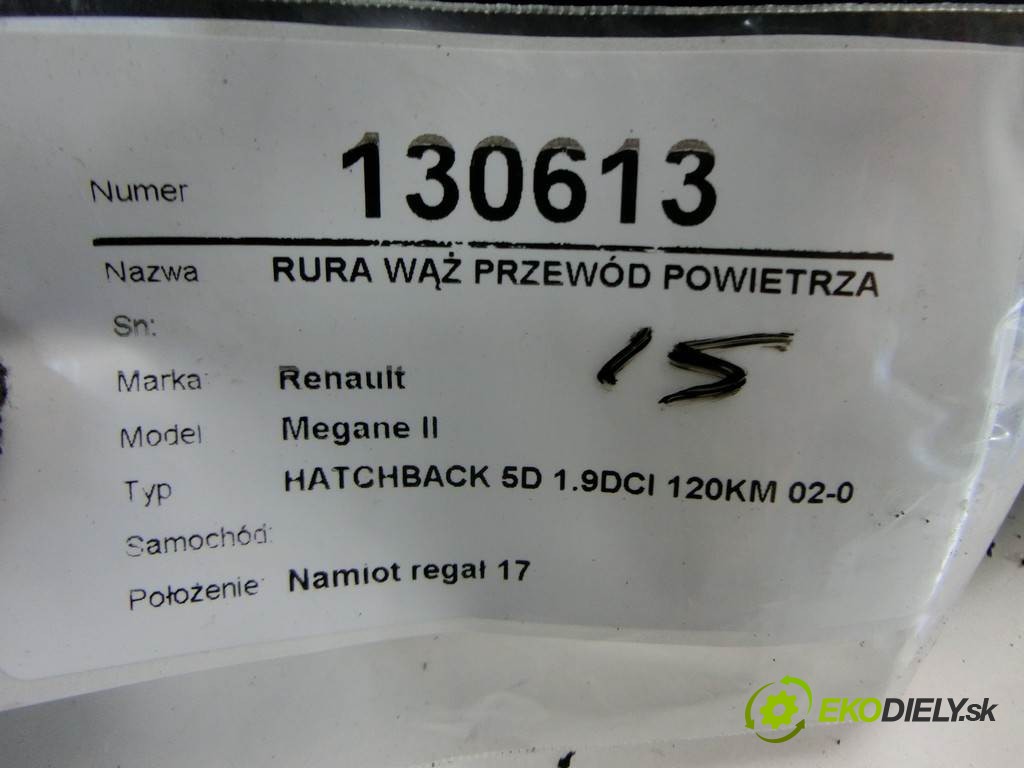 Numer 130613
Nazwa RURA WĄŻ PRZEWÓD POWIETRZA
Sn:
15
Marka: Renault
Model Megane II
Typ HATCHBACK 5D 1.9DCI 120KM 02-0
Samochód:
Położenie: Namiot regał 17
EKODIELY.sk